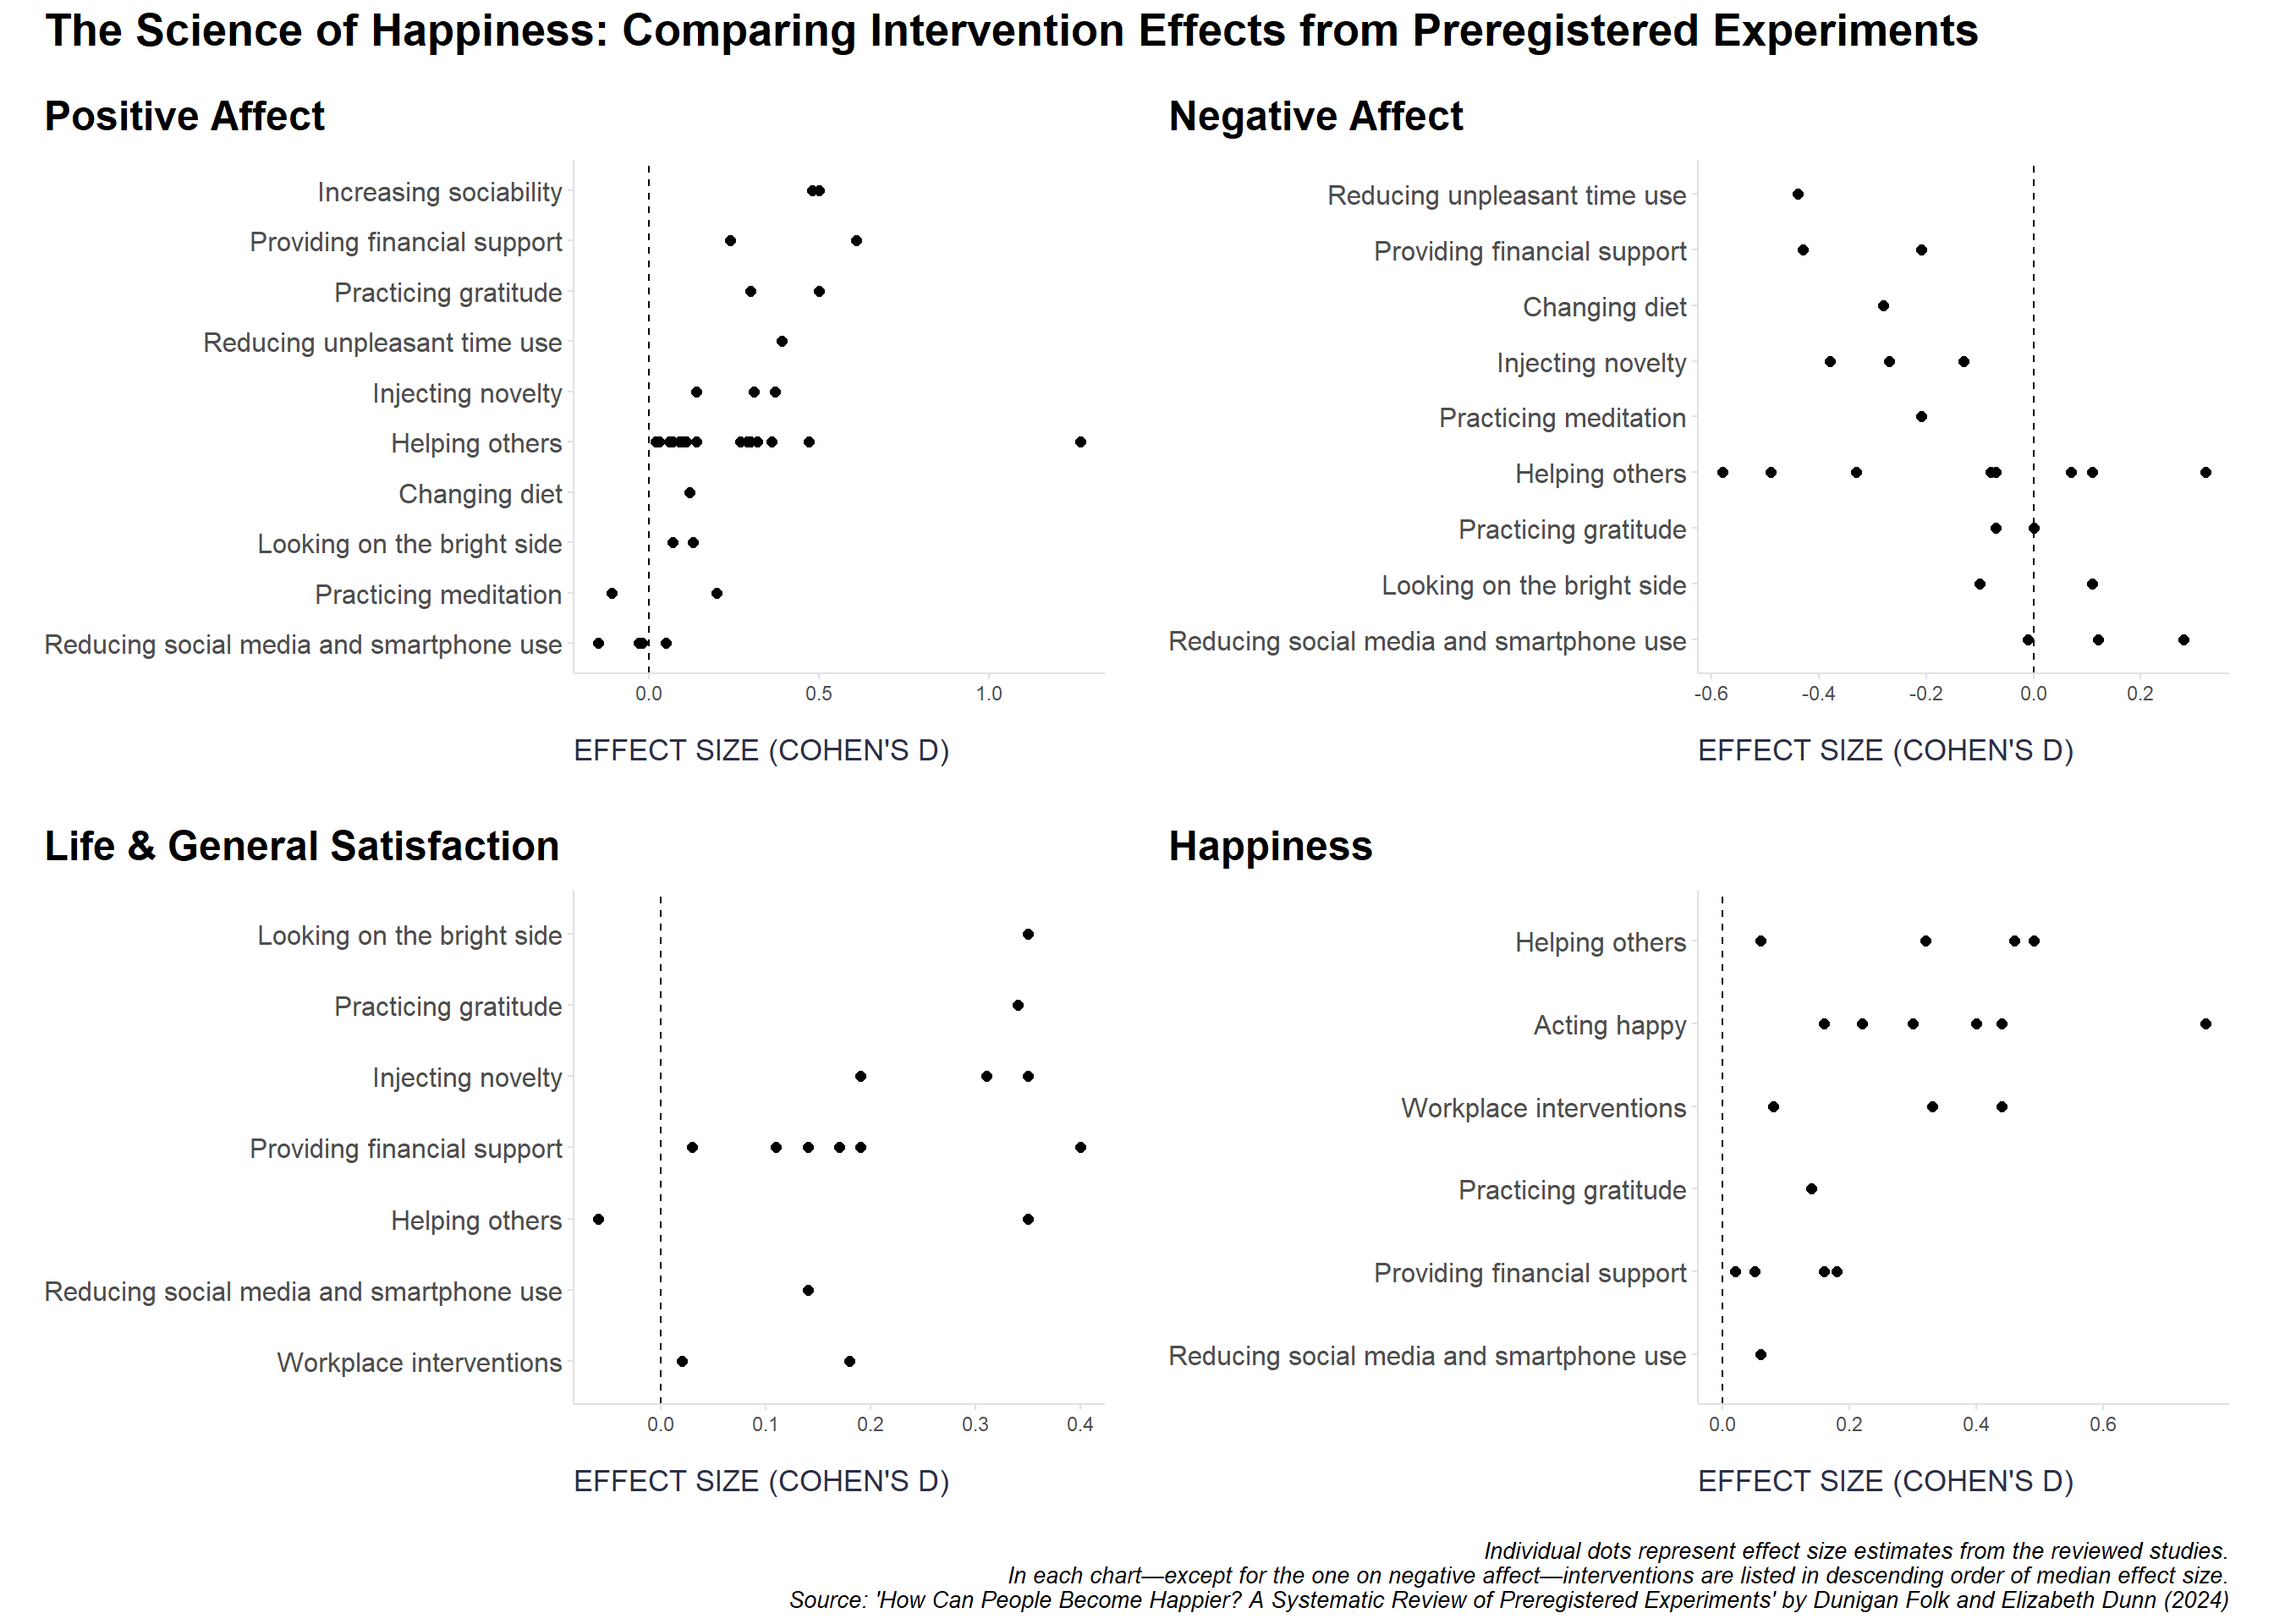 The Science of Happiness: Comparing Intervention Effects from Preregistered Experiments
Positive Affect
Increasing sociability
Providing financial support
Practicing gratitude
Reducing unpleasant time use
Injecting novelty
Helping others
Changing diet
Looking on the bright side
Practicing meditation
Reducing social media and smartphone use
0.0 0.5 1.0
EFFECT SIZE (COHEN'S D)
Negative Affect
Reducing unpleasant time use
Providing financial support
Changing diet
Injecting novelty
Practicing meditation
Helping others
Practicing gratitude
Looking on the bright side
Reducing social media and smartphone use
-0.6 -0.4 -0.2 0.0 0.2
EFFECT SIZE (COHEN'S D)
Life & General Satisfaction
Looking on the bright side
Practicing gratitude
Injecting novelty
Providing financial support
Helping others
Reducing social media and smartphone use
Workplace interventions
0.0 0.1 0.2 0.3 0.4
EFFECT SIZE (COHEN'S D)
Happiness
Helping others
Acting happy
Workplace interventions
Practicing gratitude
Providing financial support
Reducing social media and smartphone use
0.0 0.2 0.4 0.6
EFFECT SIZE (COHEN'S D)
Individual dots represent effect size estimates from the reviewed studies.
In each chart—except for the one on negative affect—interventions are listed in descending order of median effect size.
Source: 'How Can People Become Happier? A Systematic Review of Preregistered Experiments' by Dunigan Folk and Elizabeth Dunn (2024)